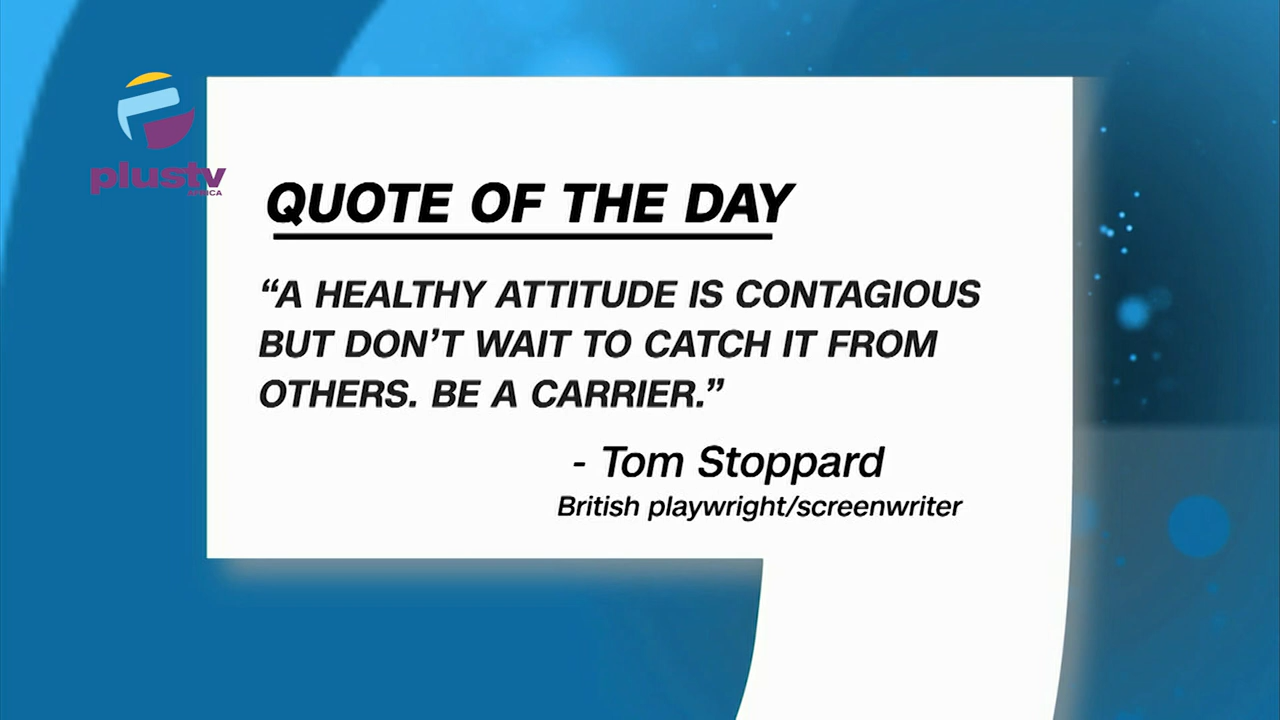 plustv
AFRICA
QUOTE OF THE DAY
“A HEALTHY ATTITUDE IS CONTAGIOUS
BUT DON’T WAIT TO CATCH IT FROM
OTHERS. BE A CARRIER.”
- Tom Stoppard
British playwright/screenwriter